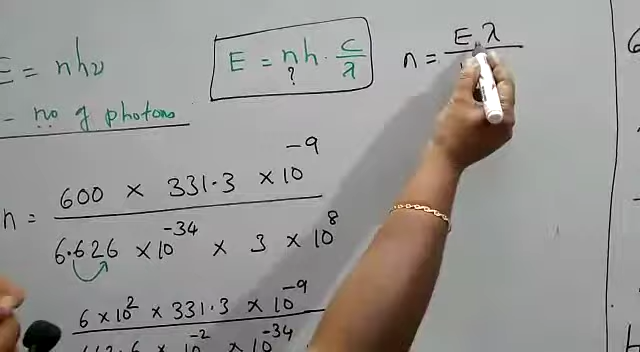 E = nhν
E = nh · c/λ
?
n = E λ
- no of photons
n = 600 × 331.3 × 10^-9
6.626 × 10^-34 × 3 × 10^8
6 × 10^2 × 331.3 × 10^-9
× 10^-2 × 10^-34